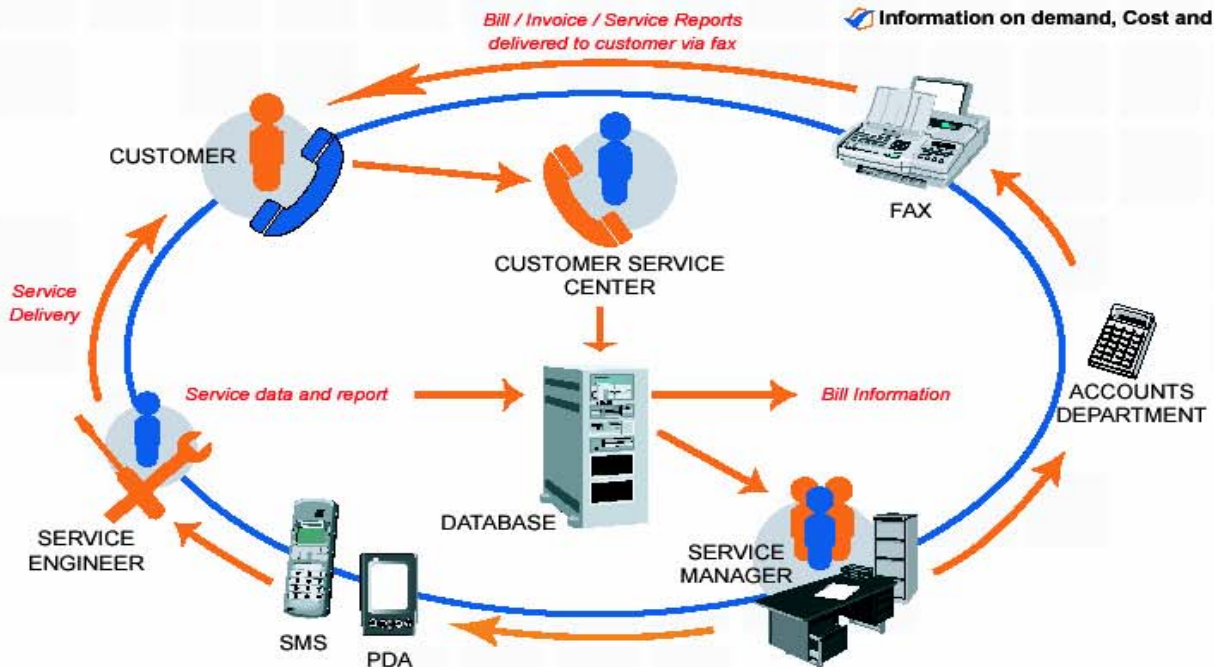 Bill / Invoice / Service Reports
delivered to customer via fax
Information on demand, Cost and
CUSTOMER
FAX
CUSTOMER SERVICE
CENTER
Service
Delivery
Service data and report
Bill Information
ACCOUNTS
DEPARTMENT
DATABASE
SERVICE
ENGINEER
SERVICE
MANAGER
SMS
PDA